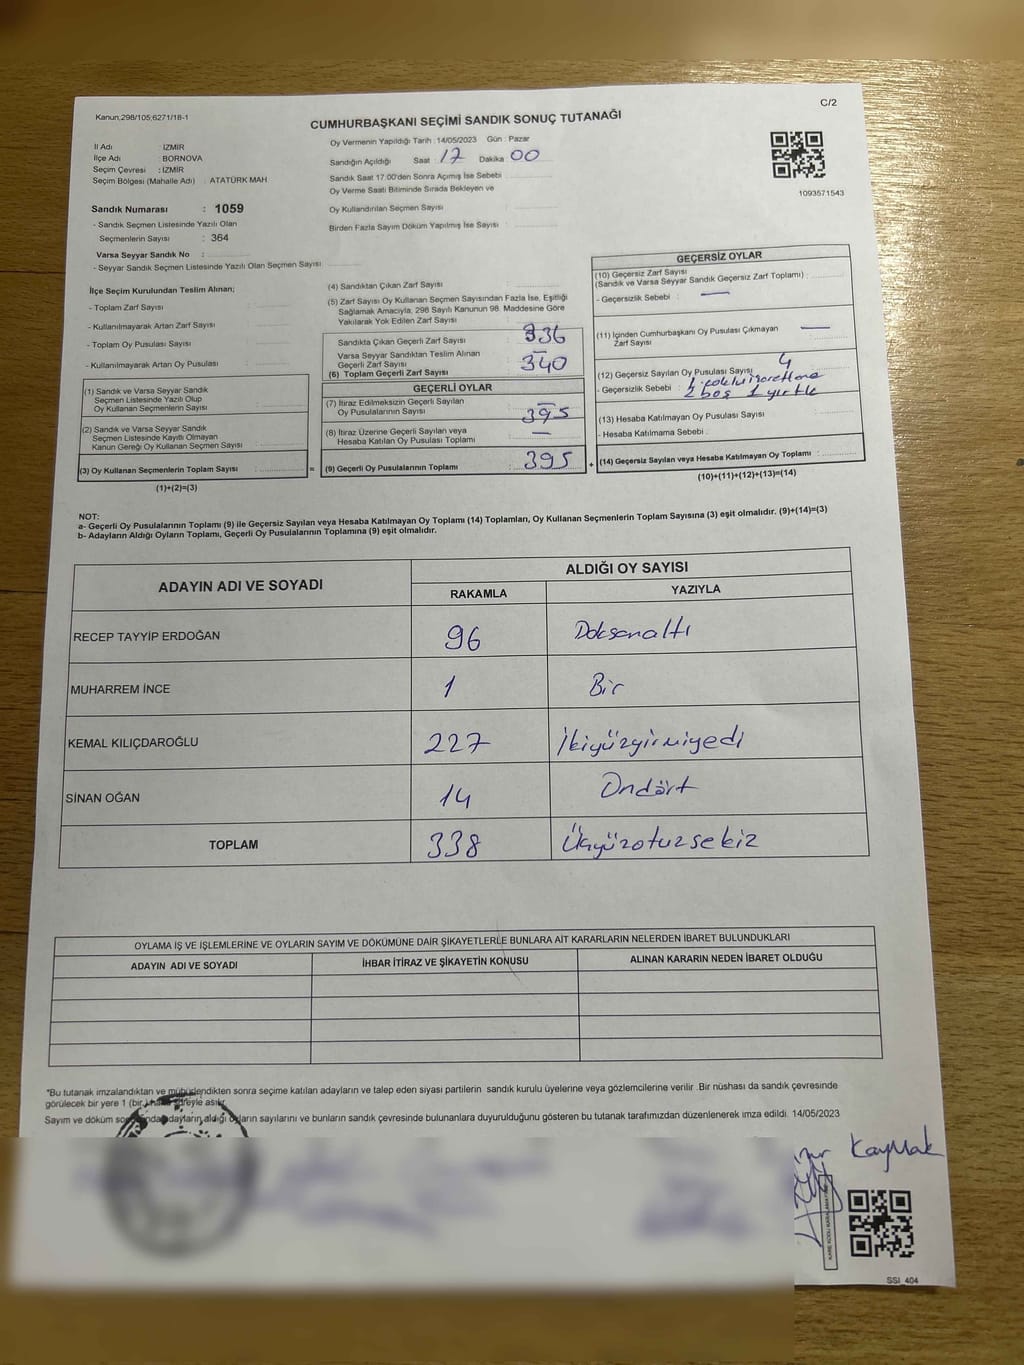 C/2
Kanun;298/105;6271/18-1
CUMHURBAŞKANI SEÇİMİ SANDIK SONUÇ TUTANAĞI
İl Adı : İZMİR
İlçe Adı : BORNOVA
Seçim Çevresi : İZMİR
Seçim Bölgesi (Mahalle Adı) : ATATÜRK MAH
Sandık Numarası : 1059
- Sandık Seçmen Listesinde Yazılı Olan
Seçmenlerin Sayısı : 364
Varsa Seyyar Sandık No :
- Seyyar Sandık Seçmen Listesinde Yazılı Olan Seçmen Sayısı :
Oy Vermenin Yapıldığı Tarih : 14/05/2023 Gün : Pazar
Sandığın Açıldığı Saat : 17 Dakika 00
Sandık Saat 17:00'den Sonra Açımış İse Sebebi :
Oy Verme Saati Bitiminde Sırada Bekleyen ve
Oy Kullandırılan Seçmen Sayısı :
Birden Fazla Sayım Döküm Yapılmış İse Sayısı :
1093571543
İlçe Seçim Kurulundan Teslim Alınan;
- Toplam Zarf Sayısı :
- Kullanılmayarak Artan Zarf Sayısı :
- Toplam Oy Pusulası Sayısı :
- Kullanılmayarak Artan Oy Pusulası :
(1) Sandık ve Varsa Seyyar Sandık
Seçmen Listesinde Yazılı Olup
Oy Kullanan Seçmenlerin Sayısı :
(2) Sandık ve Varsa Seyyar Sandık
Seçmen Listesinde Kayıtlı Olmayan
Kanun Gereği Oy Kullanan Seçmen Sayısı :
(3) Oy Kullanan Seçmenlerin Toplam Sayısı : =
(1)+(2)=(3)
(4) Sandıktan Çıkan Zarf Sayısı :
(5) Zarf Sayısı Oy Kullanan Seçmen Sayısından Fazla İse, Eşitliği
Sağlamak Amacıyla, 298 Sayılı Kanunun 98. Maddesine Göre
Yakılarak Yok Edilen Zarf Sayısı :
Sandıkta Çıkan Geçerli Zarf Sayısı : 336
Varsa Seyyar Sandıktan Teslim Alınan
Geçerli Zarf Sayısı : —
(6) Toplam Geçerli Zarf Sayısı : 340
GEÇERLİ OYLAR
(7) İtiraz Edilmeksizin Geçerli Sayılan
Oy Pusulalarının Sayısı : 395
(8) İtiraz Üzerine Geçerli Sayılan veya
Hesaba Katılan Oy Pusulası Toplamı : —
(9) Geçerli Oy Pusulalarının Toplamı : 395 +
GEÇERSİZ OYLAR
(10) Geçersiz Zarf Sayısı
(Sandık ve Varsa Seyyar Sandık Geçersiz Zarf Toplamı) :
- Geçersizlik Sebebi : —
(11) İçinden Cumhurbaşkanı Oy Pusulası Çıkmayan
Zarf Sayısı : —
(12) Geçersiz Sayılan Oy Pusulası Sayısı : 4
- Geçersizlik Sebebi : 1
2 boş 1 yırtık
(13) Hesaba Katılmayan Oy Pusulası Sayısı :
- Hesaba Katılmama Sebebi :
(14) Geçersiz Sayılan veya Hesaba Katılmayan Oy Toplamı :
(10)+(11)+(12)+(13)=(14)
NOT:
a- Geçerli Oy Pusulalarının Toplamı (9) ile Geçersiz Sayılan veya Hesaba Katılmayan Oy Toplamı (14) Toplamları, Oy Kullanan Seçmenlerin Toplam Sayısına (3) eşit olmalıdır. (9)+(14)=(3)
b- Adayların Aldığı Oyların Toplamı, Geçerli Oy Pusulalarının Toplamına (9) eşit olmalıdır.
ADAYIN ADI VE SOYADI ALDIĞI OY SAYISI
RAKAMLA YAZIYLA
RECEP TAYYİP ERDOĞAN 96 Doksanaltı
MUHARREM İNCE 1 Bir
KEMAL KILIÇDAROĞLU 227 İkiyüzyirmiyedi
SİNAN OĞAN 14 Ondört
TOPLAM 338 Üçyüzotuzsekiz
OYLAMA İŞ VE İŞLEMLERİNE VE OYLARIN SAYIM VE DÖKÜMÜNE DAİR ŞİKAYETLERLE BUNLARA AİT KARARLARIN NELERDEN İBARET BULUNDUKLARI
ADAYIN ADI VE SOYADI İHBAR İTİRAZ VE ŞİKAYETİN KONUSU ALINAN KARARIN NEDEN İBARET OLDUĞU
*Bu tutanak imzalandıktan ve mühürlendikten sonra seçime katılan adayların ve talep eden siyasi partilerin sandık kurulu üyelerine veya gözlemcilerine verilir .Bir nüshası da sandık çevresinde
görülecek bir yere 1 (bir) hafta süreyle asılır.
Sayım ve döküm sonunda adayların aldığı oyların sayılarını ve bunların sandık çevresinde bulunanlara duyurulduğunu gösteren bu tutanak tarafımızdan düzenlenerek imza edildi. 14/05/2023
Kaymak
SSI_404